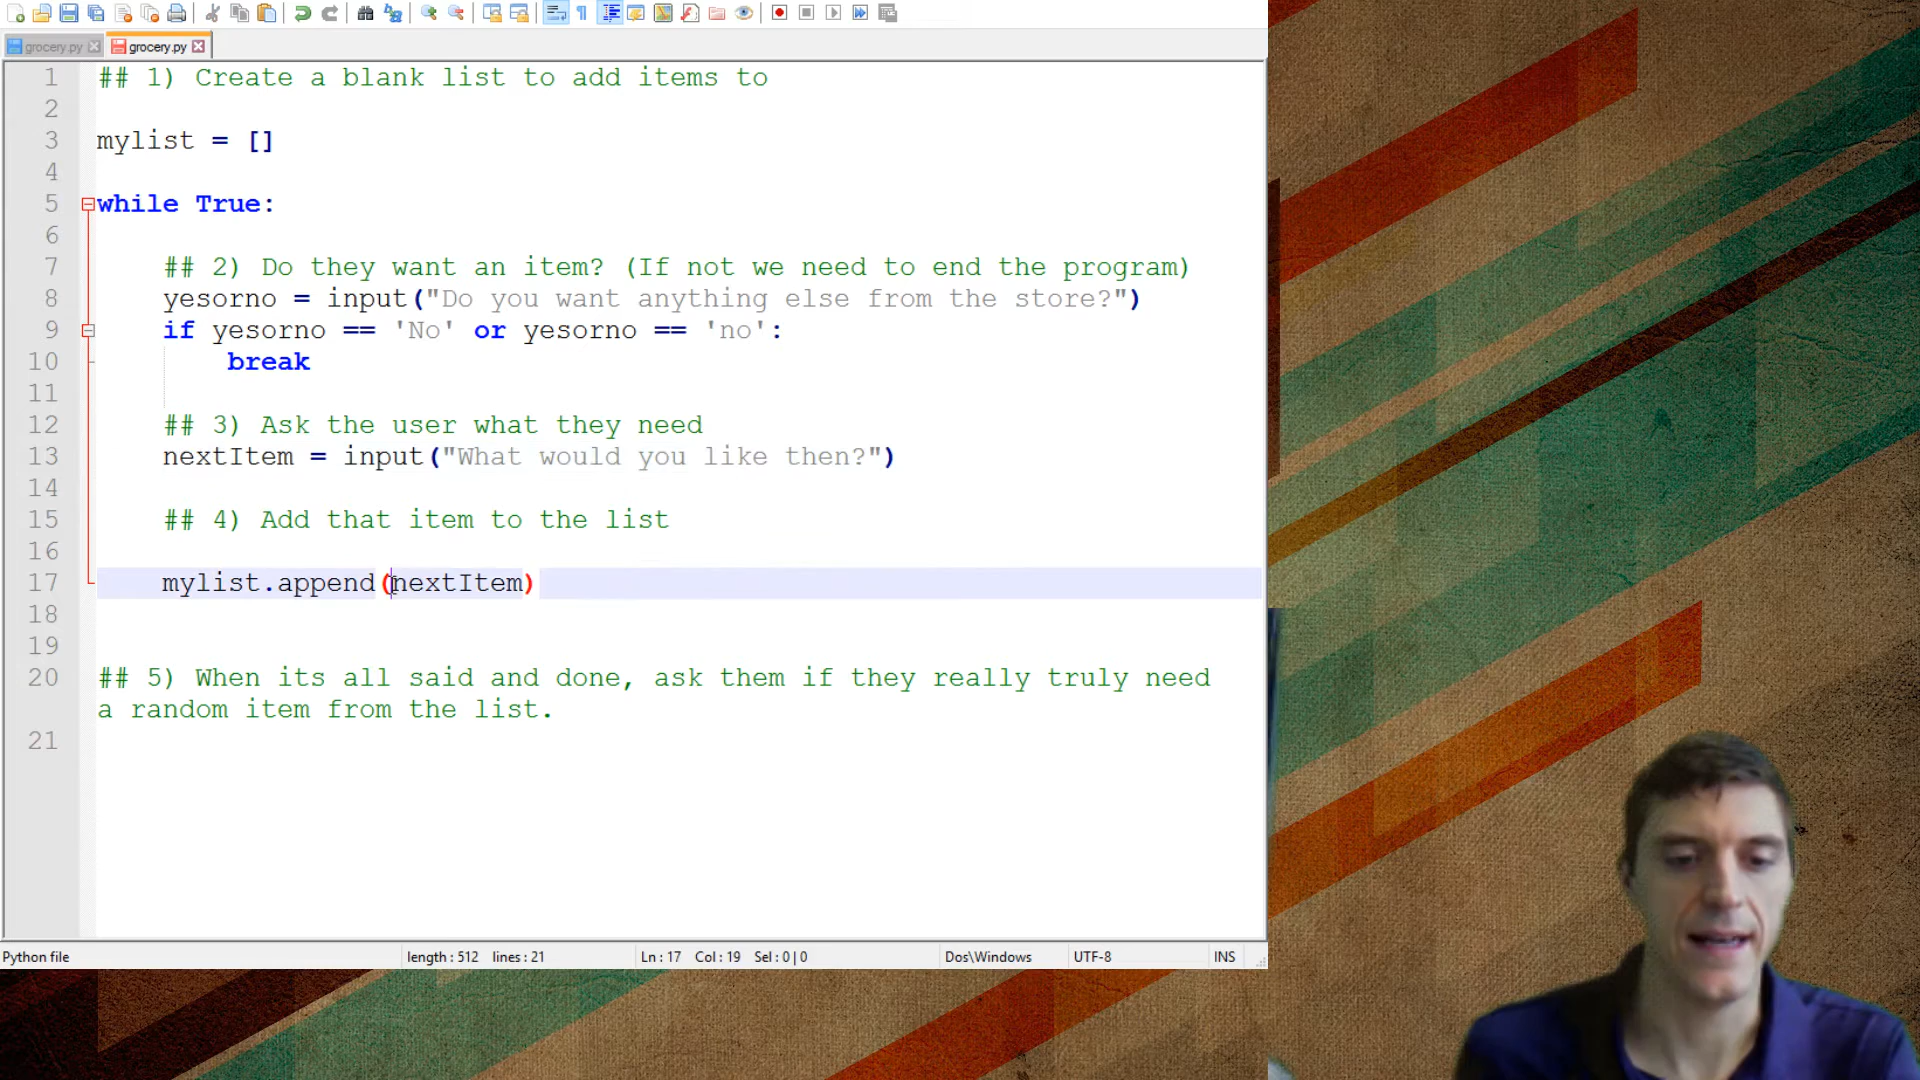 grocery.py
grocery.py
1 ## 1) Create a blank list to add items to
2
3 mylist = []
4
5 while True:
6
7 ## 2) Do they want an item? (If not we need to end the program)
8 yesorno = input("Do you want anything else from the store?")
9 if yesorno == 'No' or yesorno == 'no':
10 break
11
12 ## 3) Ask the user what they need
13 nextItem = input("What would you like then?")
14
15 ## 4) Add that item to the list
16
17 mylist.append(nextItem)
18
19
20 ## 5) When its all said and done, ask them if they really truly need
a random item from the list.
21
Python file length : 512 lines : 21 Ln : 17 Col : 19 Sel : 0 | 0 Dos\Windows UTF-8 INS